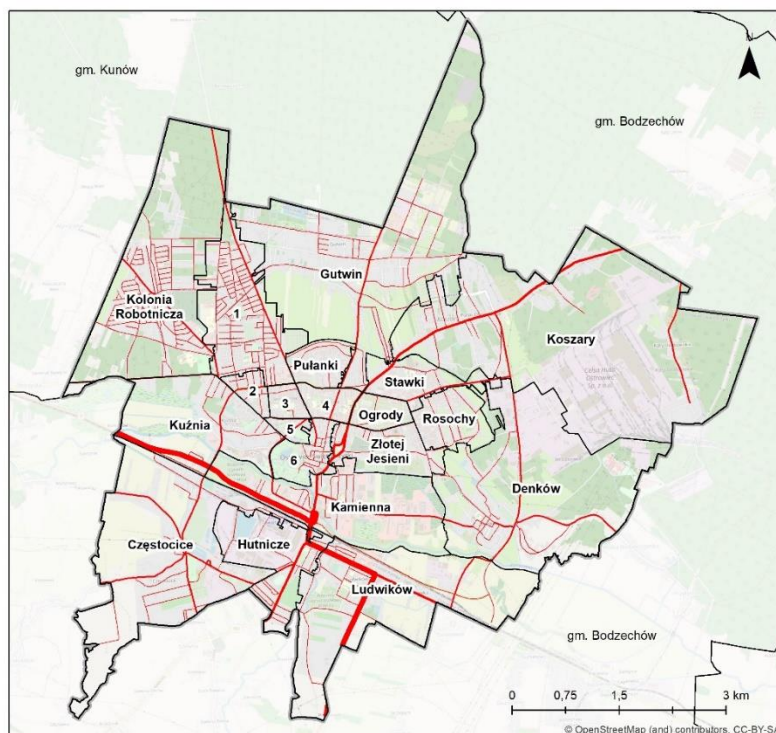 gm. Kunów
gm. Bodzechów
Gutwin
Kolonia
Robotnicza
1
Koszary
Pułanki
Stawki
2
3
4
Ogrody
Rosochy
Kuźnia
5
Złotej
Jesieni
6
Denków
Kamienna
Częstocice
Hutnicze
Ludwików
gm. Bodzechów
0
0,75
1,5
3 km
© OpenStreetMap (and) contributors, CC-BY-SA